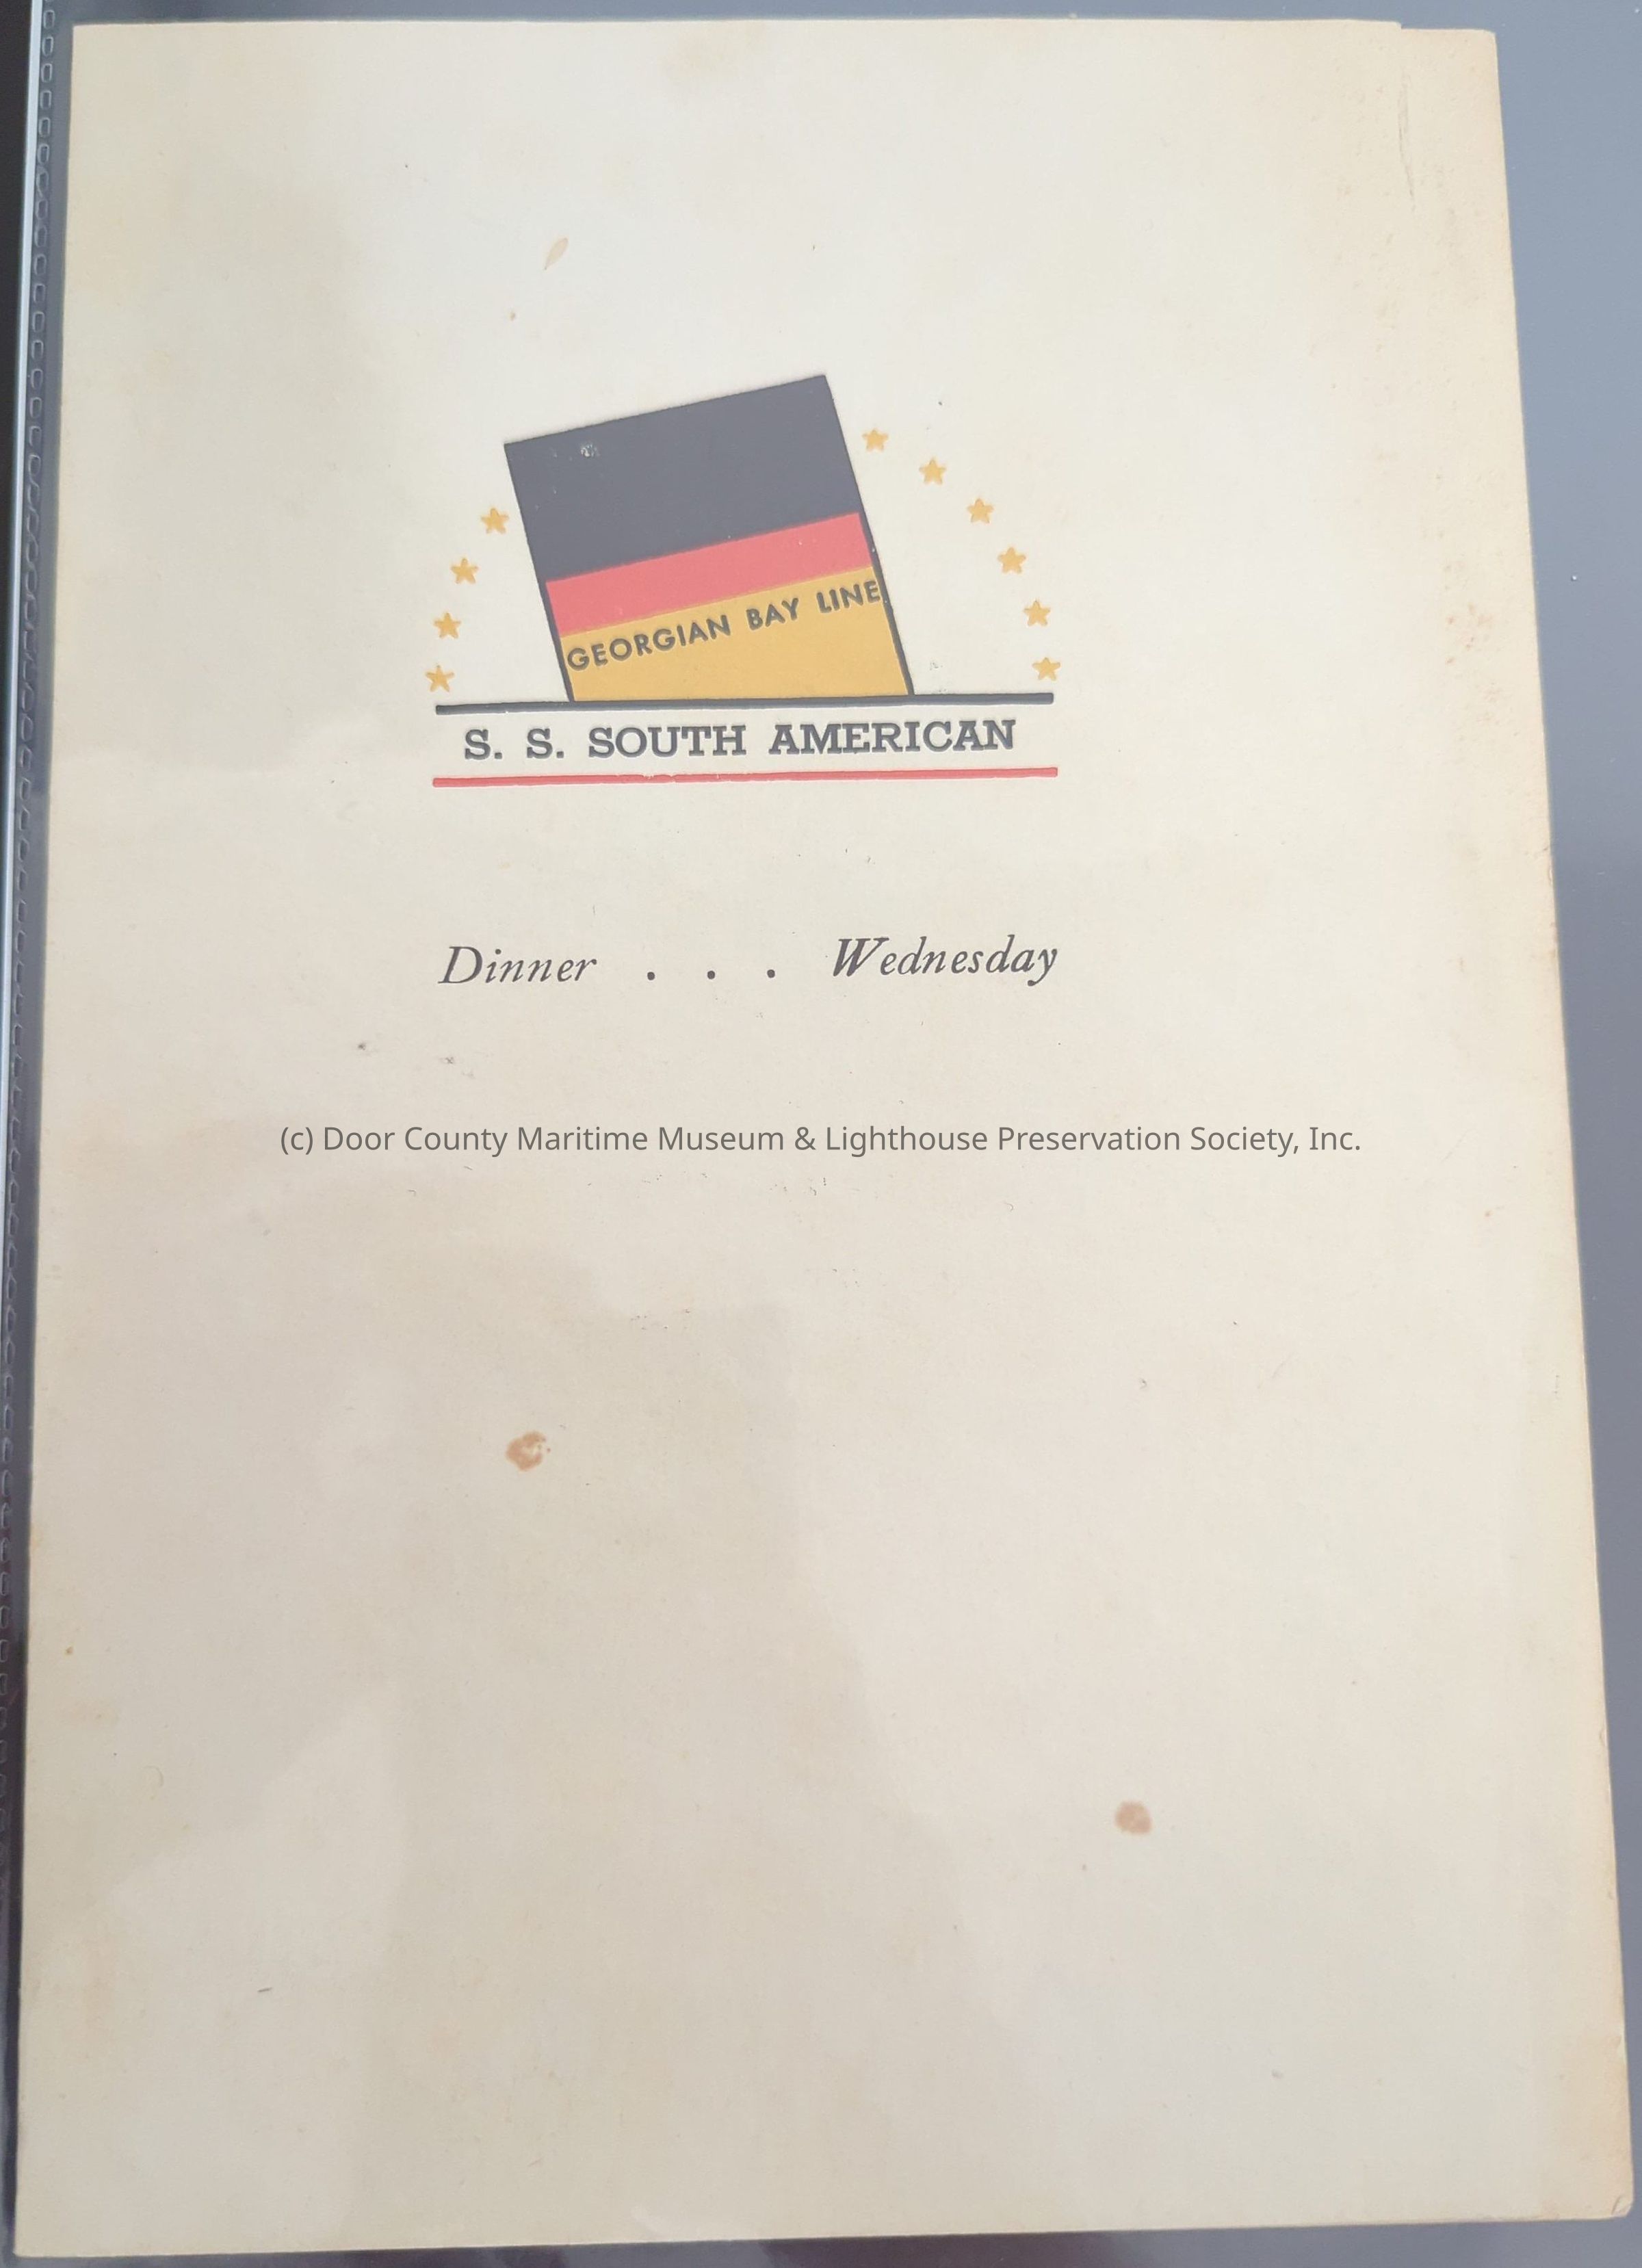 GEORGIAN BAY LINE
S. S. SOUTH AMERICAN
Dinner . . . Wednesday
(c) Door County Maritime Museum & Lighthouse Preservation Society, Inc.